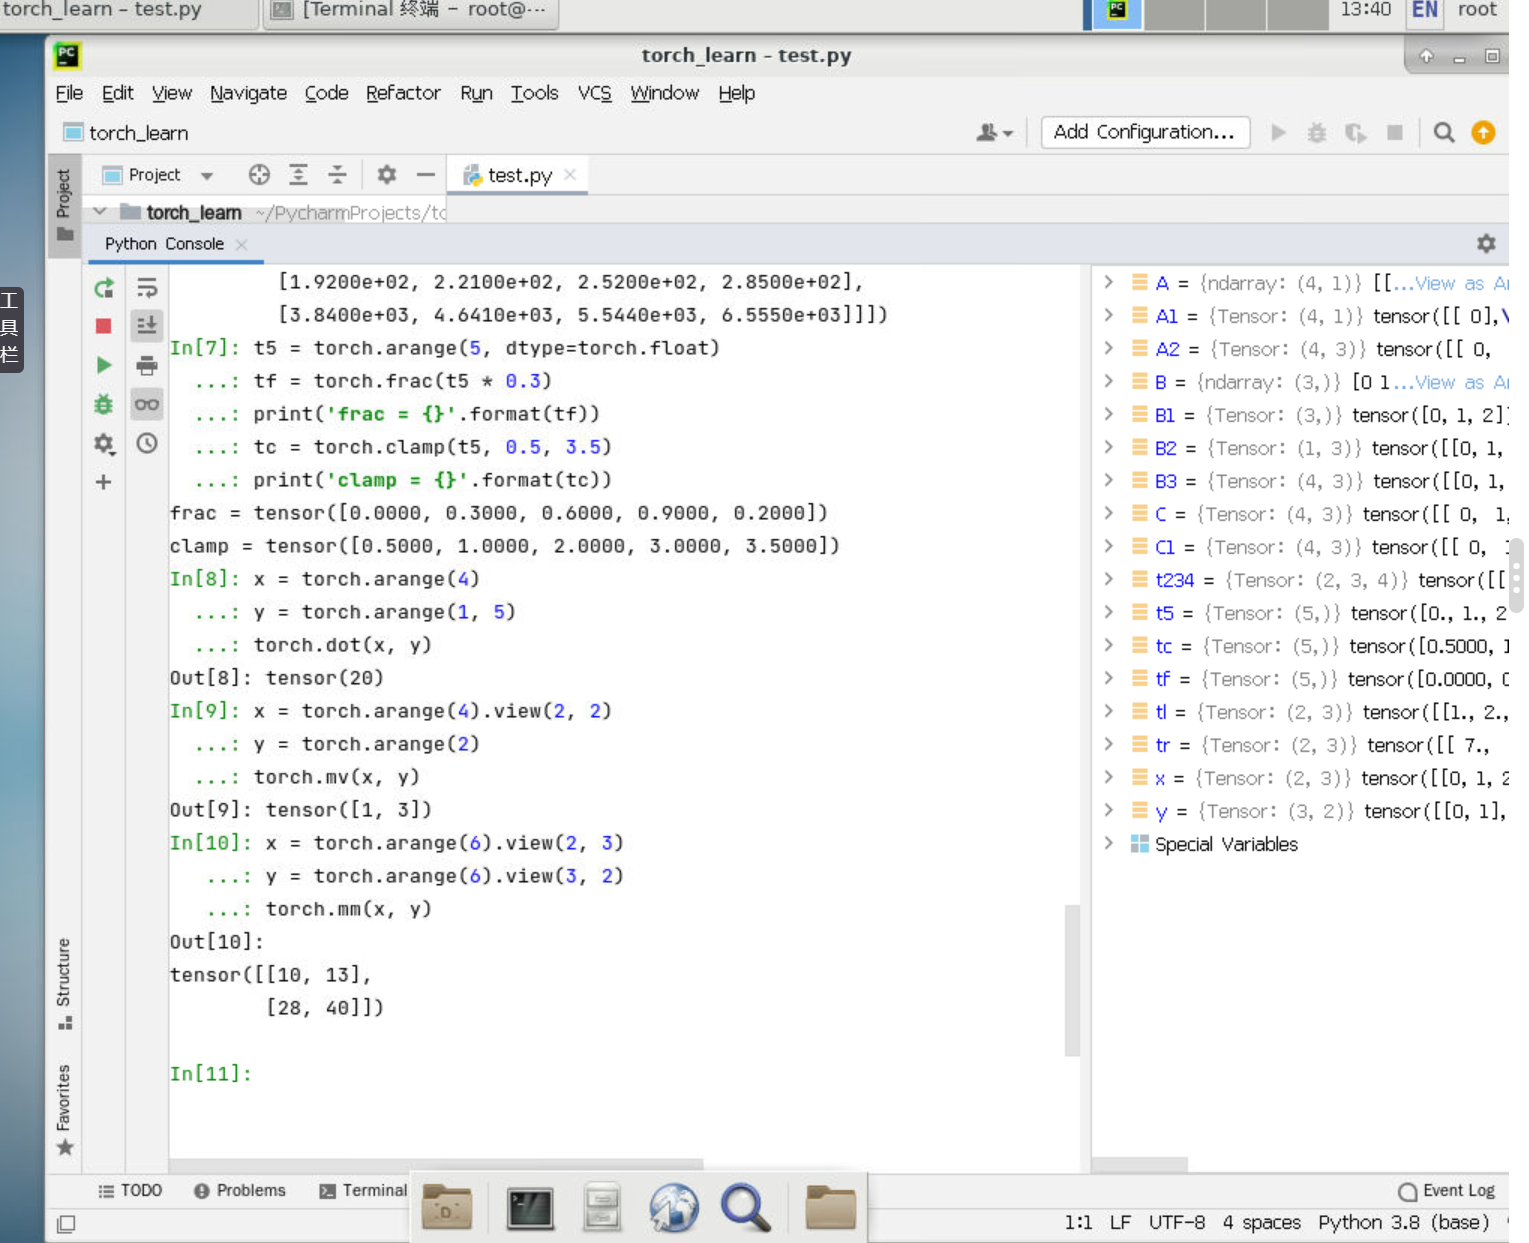 torch_learn - test.py
[Terminal 终端 - root@···
13:40
EN
root
torch_learn - test.py
File Edit View Navigate Code Refactor Run Tools VCS Window Help
torch_learn
Add Configuration...
Project
Project
test.py
torch_learn ~/PycharmProjects/to
Python Console
工具栏
[1.9200e+02, 2.2100e+02, 2.5200e+02, 2.8500e+02],
[3.8400e+03, 4.6410e+03, 5.5440e+03, 6.5550e+03]]])
In[7]: t5 = torch.arange(5, dtype=torch.float)
...: tf = torch.frac(t5 * 0.3)
...: print('frac = {}'.format(tf))
...: tc = torch.clamp(t5, 0.5, 3.5)
...: print('clamp = {}'.format(tc))
frac = tensor([0.0000, 0.3000, 0.6000, 0.9000, 0.2000])
clamp = tensor([0.5000, 1.0000, 2.0000, 3.0000, 3.5000])
In[8]: x = torch.arange(4)
...: y = torch.arange(1, 5)
...: torch.dot(x, y)
Out[8]: tensor(20)
In[9]: x = torch.arange(4).view(2, 2)
...: y = torch.arange(2)
...: torch.mv(x, y)
Out[9]: tensor([1, 3])
In[10]: x = torch.arange(6).view(2, 3)
...: y = torch.arange(6).view(3, 2)
...: torch.mm(x, y)
Out[10]:
tensor([[10, 13],
[28, 40]])
In[11]:
A = {ndarray: (4, 1)} [[...View as Ar
A1 = {Tensor: (4, 1)} tensor([[ 0],\
A2 = {Tensor: (4, 3)} tensor([[ 0,
B = {ndarray: (3,)} [0 1...View as Ar
B1 = {Tensor: (3,)} tensor([0, 1, 2]
B2 = {Tensor: (1, 3)} tensor([[0, 1,
B3 = {Tensor: (4, 3)} tensor([[0, 1,
C = {Tensor: (4, 3)} tensor([[ 0, 1,
C1 = {Tensor: (4, 3)} tensor([[ 0,
t234 = {Tensor: (2, 3, 4)} tensor([[
t5 = {Tensor: (5,)} tensor([0., 1., 2
tc = {Tensor: (5,)} tensor([0.5000, 1
tf = {Tensor: (5,)} tensor([0.0000, 0
tl = {Tensor: (2, 3)} tensor([[1., 2.,
tr = {Tensor: (2, 3)} tensor([[ 7.,
x = {Tensor: (2, 3)} tensor([[0, 1, 2
y = {Tensor: (3, 2)} tensor([[0, 1],
Special Variables
Structure
Favorites
TODO Problems Terminal
Event Log
1:1 LF UTF-8 4 spaces Python 3.8 (base)